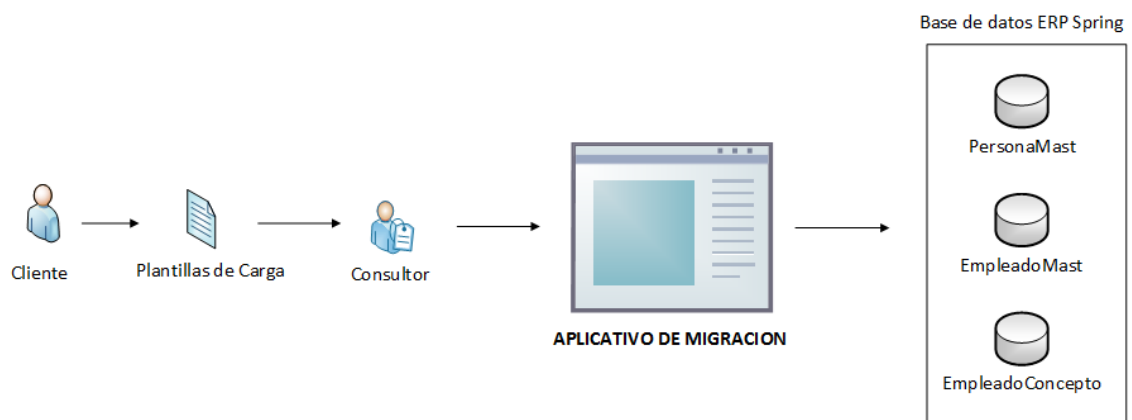 Base de datos ERP Spring
PersonaMast
EmpleadoMast
EmpleadoConcepto
Cliente
Plantillas de Carga
Consultor
APLICATIVO DE MIGRACION